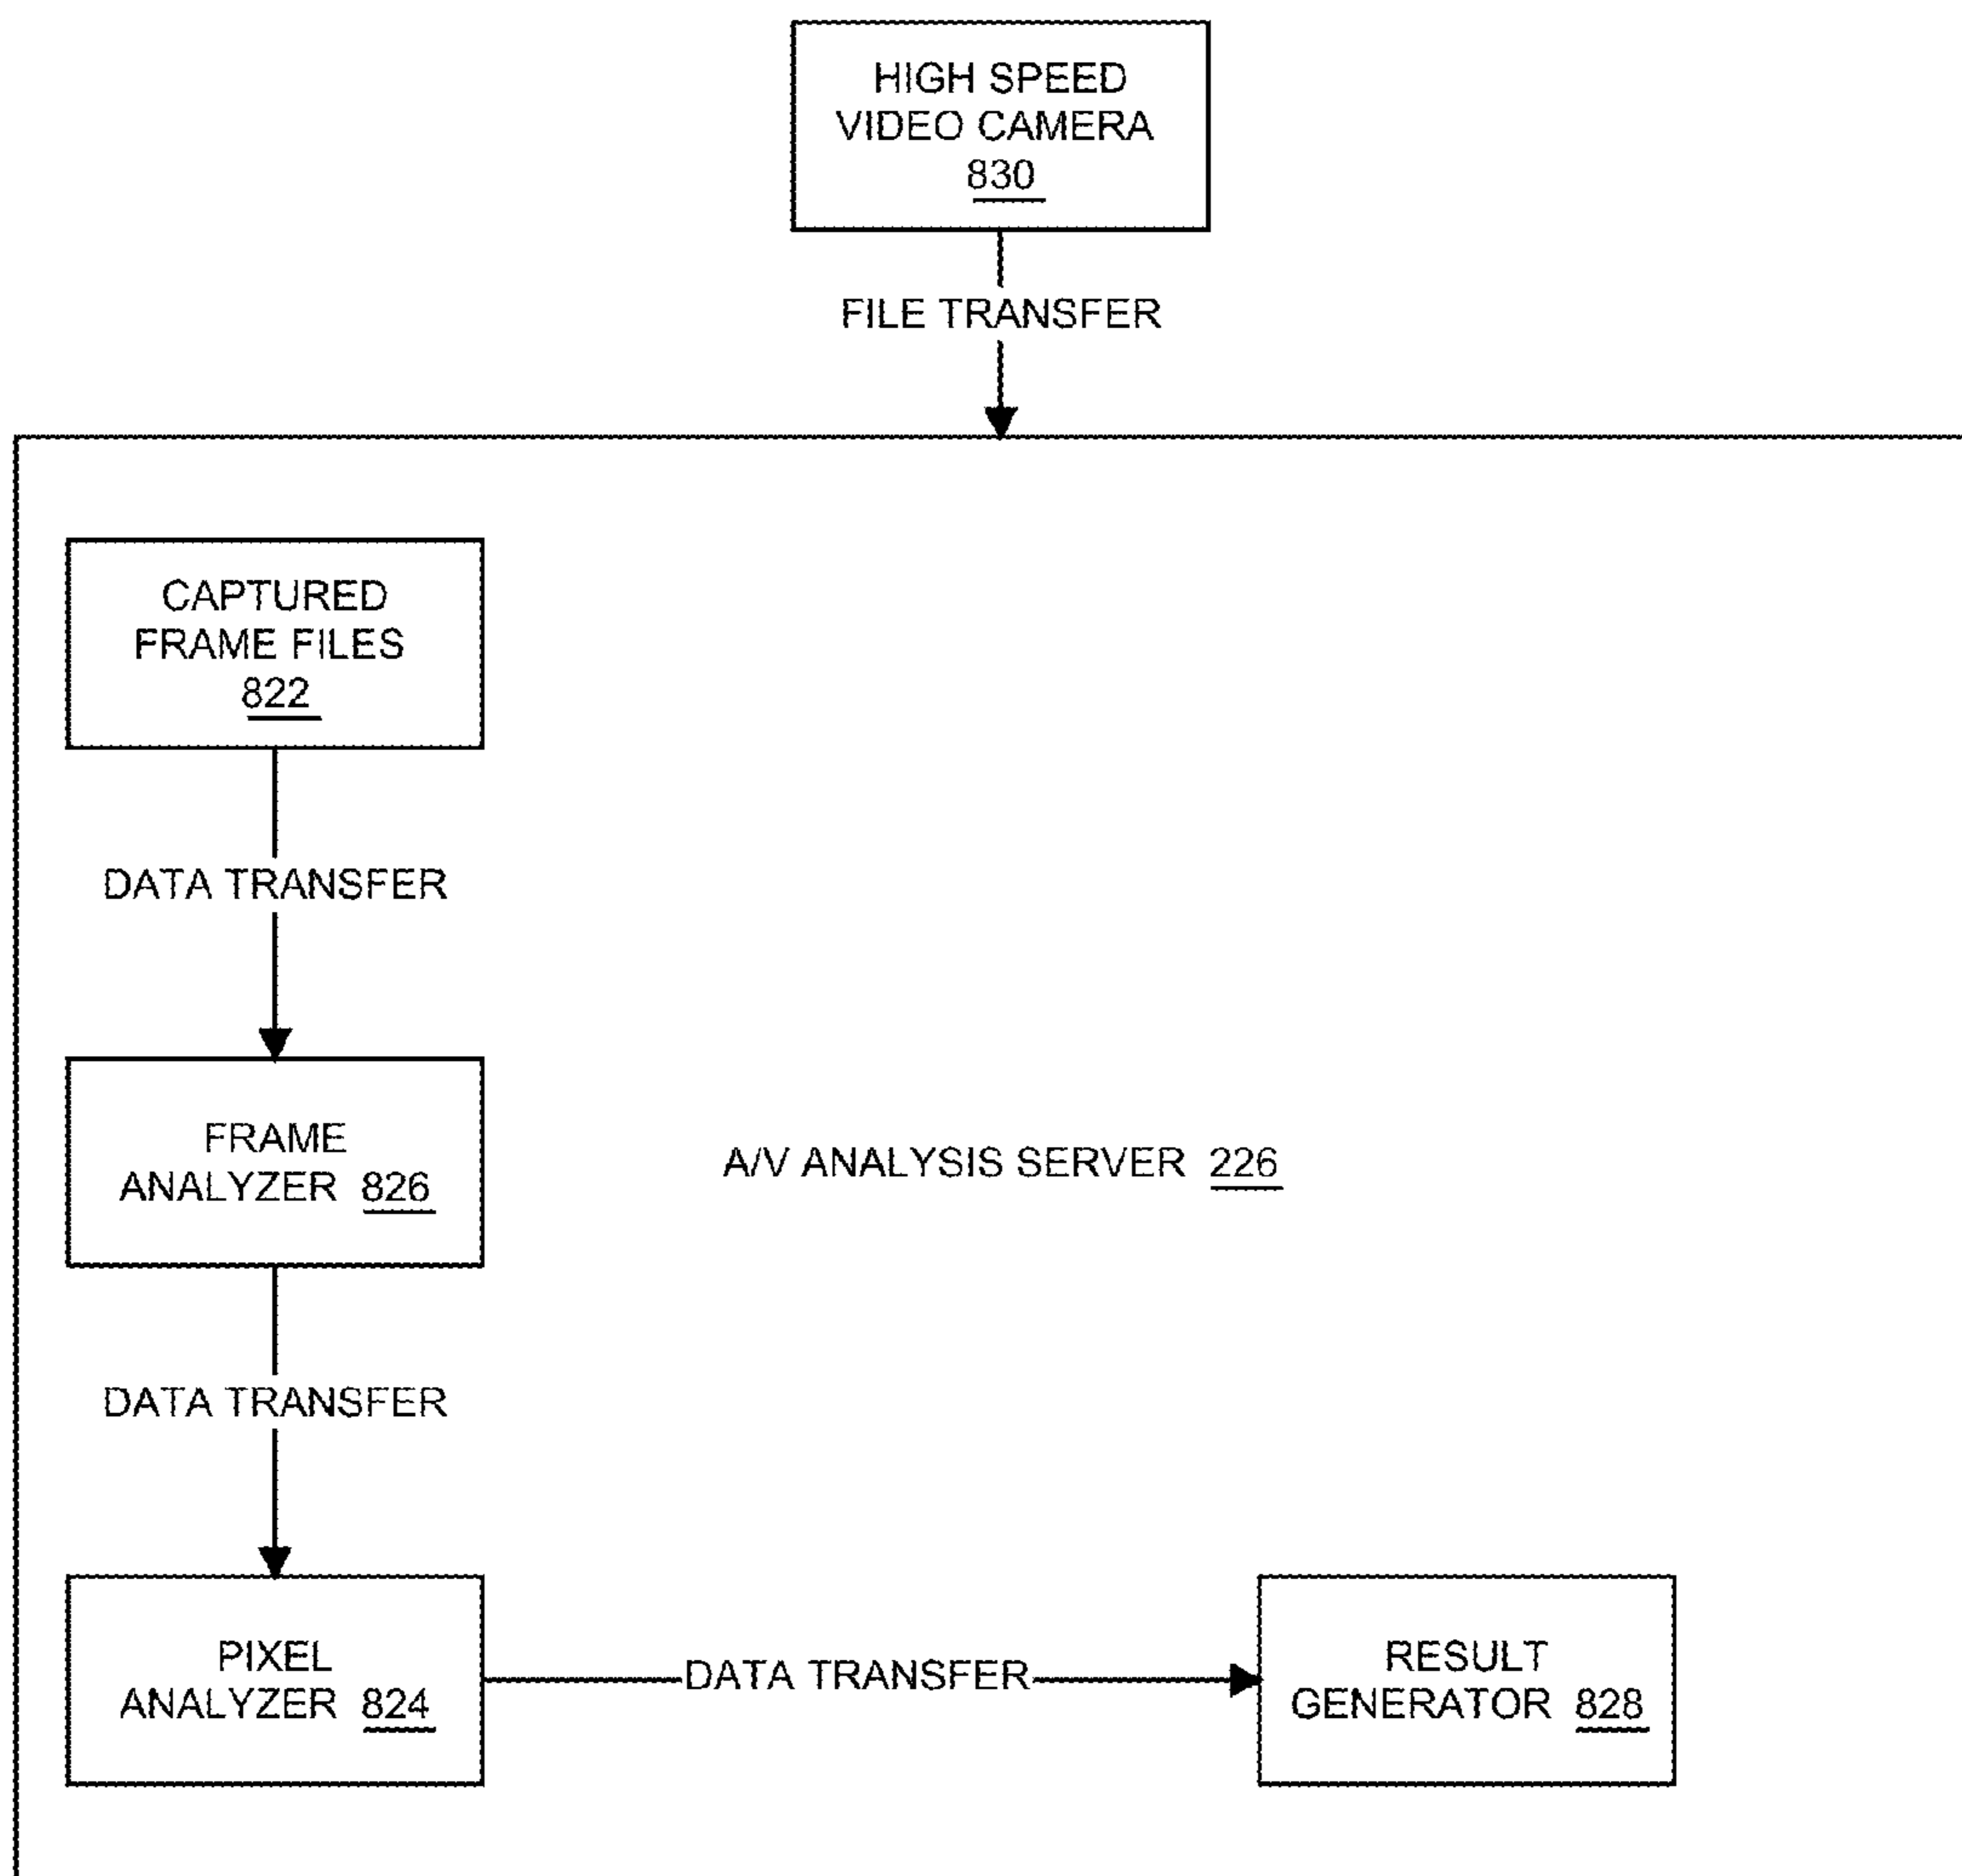 HIGH SPEED
VIDEO CAMERA
830
FILE TRANSFER
CAPTURED
FRAME FILES
822
DATA TRANSFER
FRAME
ANALYZER 826
A/V ANALYSIS SERVER 226
DATA TRANSFER
PIXEL
ANALYZER 824
DATA TRANSFER
RESULT
GENERATOR 828